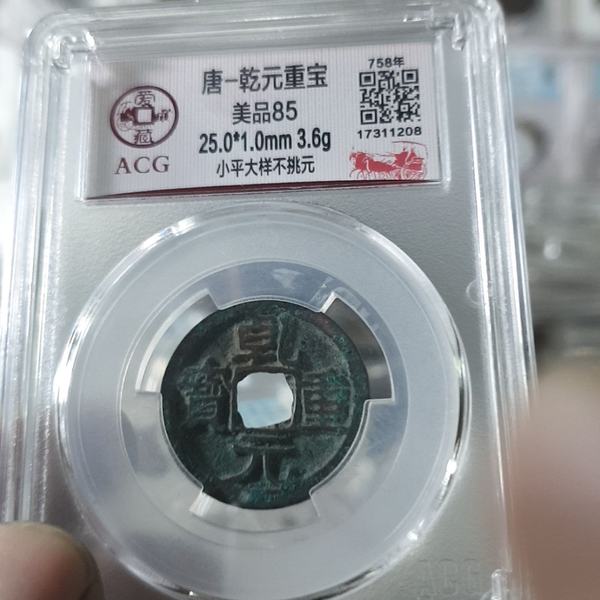 唐-乾元重宝
美品85
25.0*1.0mm 3.6g
小平大样不挑元
758年
17311208
爱藏
ACG
乾元重寶
ACG